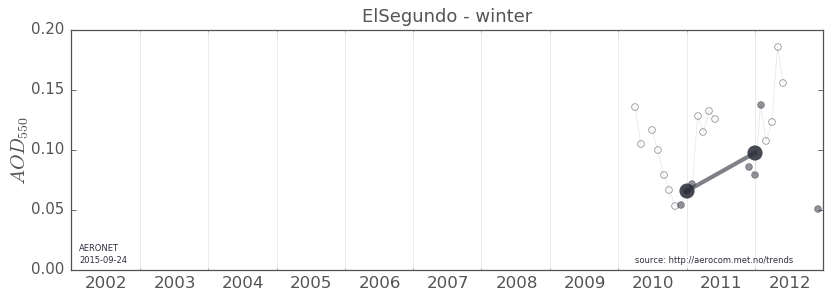 ElSegundo - winter
0.20
0.15
0.10
0.05
0.00
AOD550
AERONET
2015-09-24
source: http://aerocom.met.no/trends
2002 2003 2004 2005 2006 2007 2008 2009 2010 2011 2012